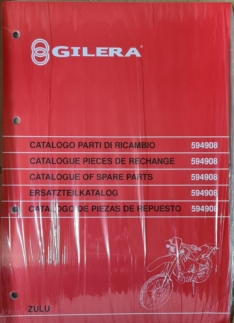 GILERA
CATALOGO PARTI DI RICAMBIO 594908
CATALOGUE PIECES DE RECHANGE 594908
CATALOGUE OF SPARE PARTS 594908
ERSATZTEILKATALOG 594908
CATALOGO DE PIEZAS DE REPUESTO 594908
ZULU